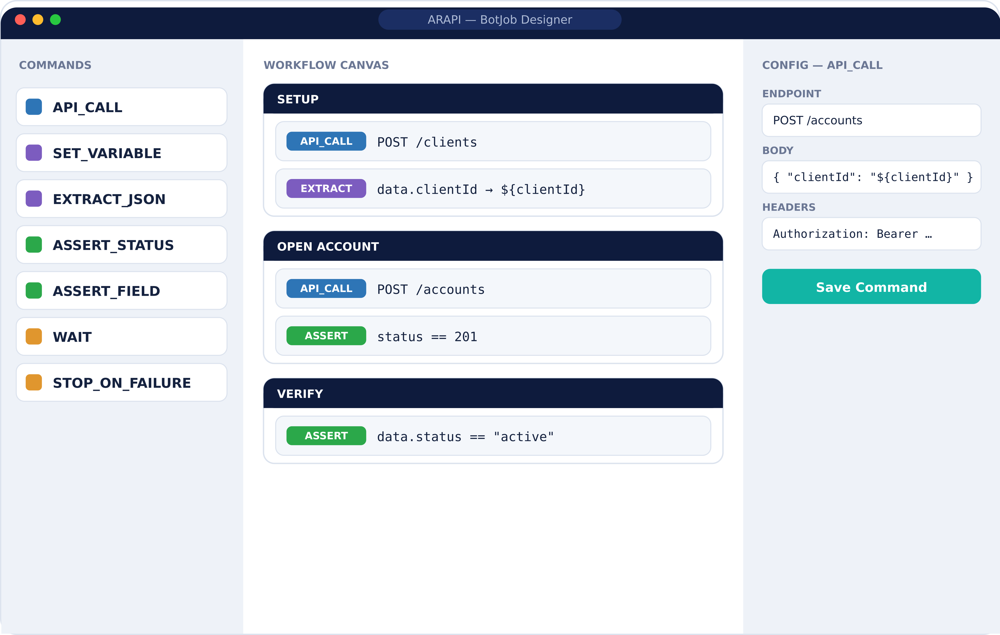 ARAPI — BotJob Designer
COMMANDS
API_CALL
SET_VARIABLE
EXTRACT_JSON
ASSERT_STATUS
ASSERT_FIELD
WAIT
STOP_ON_FAILURE
WORKFLOW CANVAS
SETUP
API_CALL POST /clients
EXTRACT data.clientId → ${clientId}
OPEN ACCOUNT
API_CALL POST /accounts
ASSERT status == 201
VERIFY
ASSERT data.status == "active"
CONFIG — API_CALL
ENDPOINT
POST /accounts
BODY
{ "clientId": "${clientId}" }
HEADERS
Authorization: Bearer …
Save Command